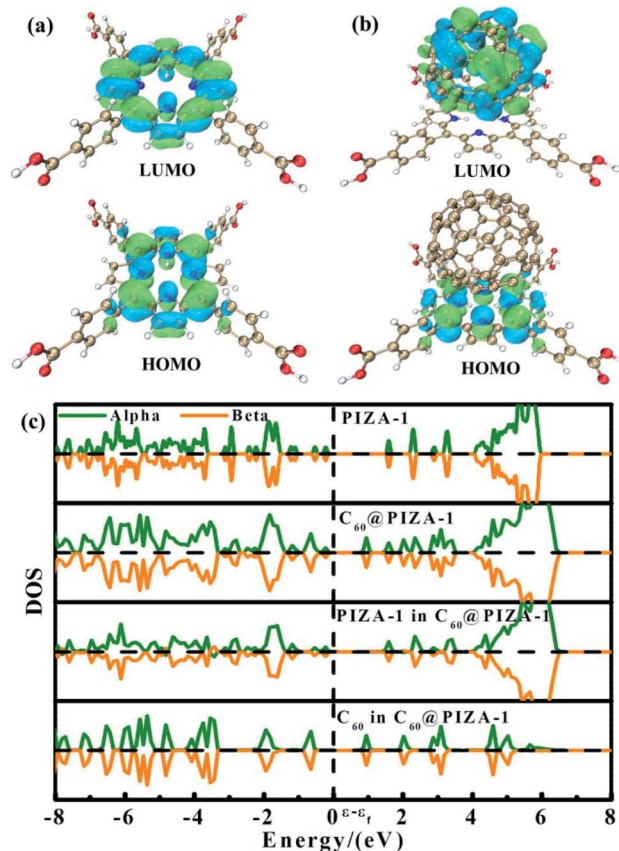 (a)
(b)
LUMO
LUMO
HOMO
HOMO
(c)
Alpha
Beta
PIZA-1
C60@PIZA-1
PIZA-1 in C60@PIZA-1
C60 in C60@PIZA-1
DOS
-8 -6 -4 -2 0 2 4 6 8
ε-εf
Energy/(eV)